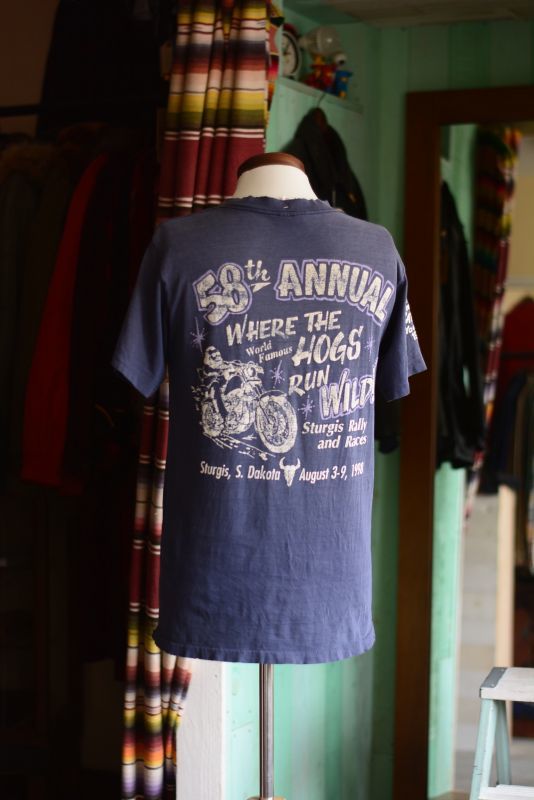 58th ANNUAL
WHERE THE
World
Famous
HOGS
RUN
WILD!
Sturgis Rally
and Races
Sturgis, S. Dakota August 3-9, 1998